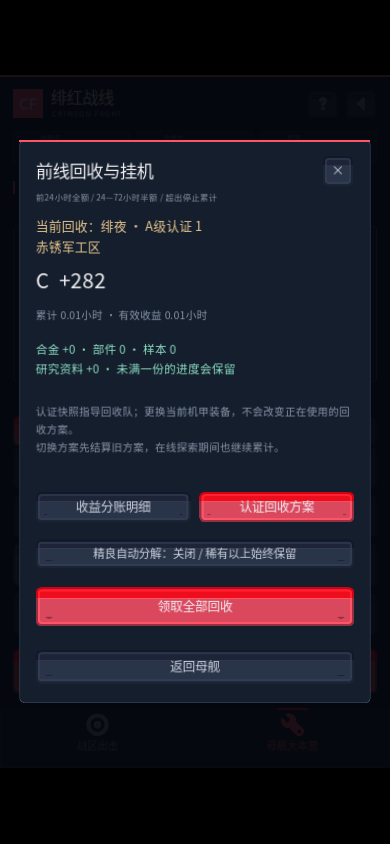 CF 绯红战线
?
前线回收与挂机
×
前24小时全额 / 24—72小时半额 / 超出停止累计
当前回收：绯夜 · A级认证 1
赤锈军工区
C +282
累计 0.01小时 · 有效收益 0.01小时
合金 +0 · 部件 0 · 样本 0
研究资料 +0 · 未满一份的进度会保留
认证快照指导回收队；更换当前机甲装备，不会改变正在使用的回
收方案。
切换方案先结算旧方案，在线探索期间也继续累计。
收益分账明细
认证回收方案
精良自动分解：关闭 / 稀有以上始终保留
领取全部回收
返回母舰